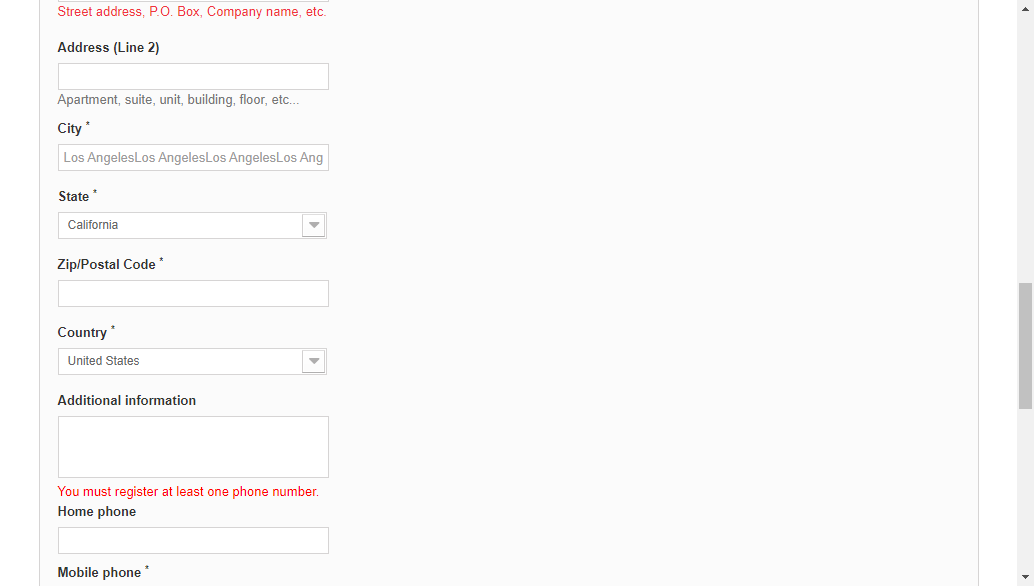 Street address, P.O. Box, Company name, etc.
Address (Line 2)
Apartment, suite, unit, building, floor, etc...
City *
Los AngelesLos AngelesLos AngelesLos Ang
State *
California
Zip/Postal Code *
Country *
United States
Additional information
You must register at least one phone number.
Home phone
Mobile phone *